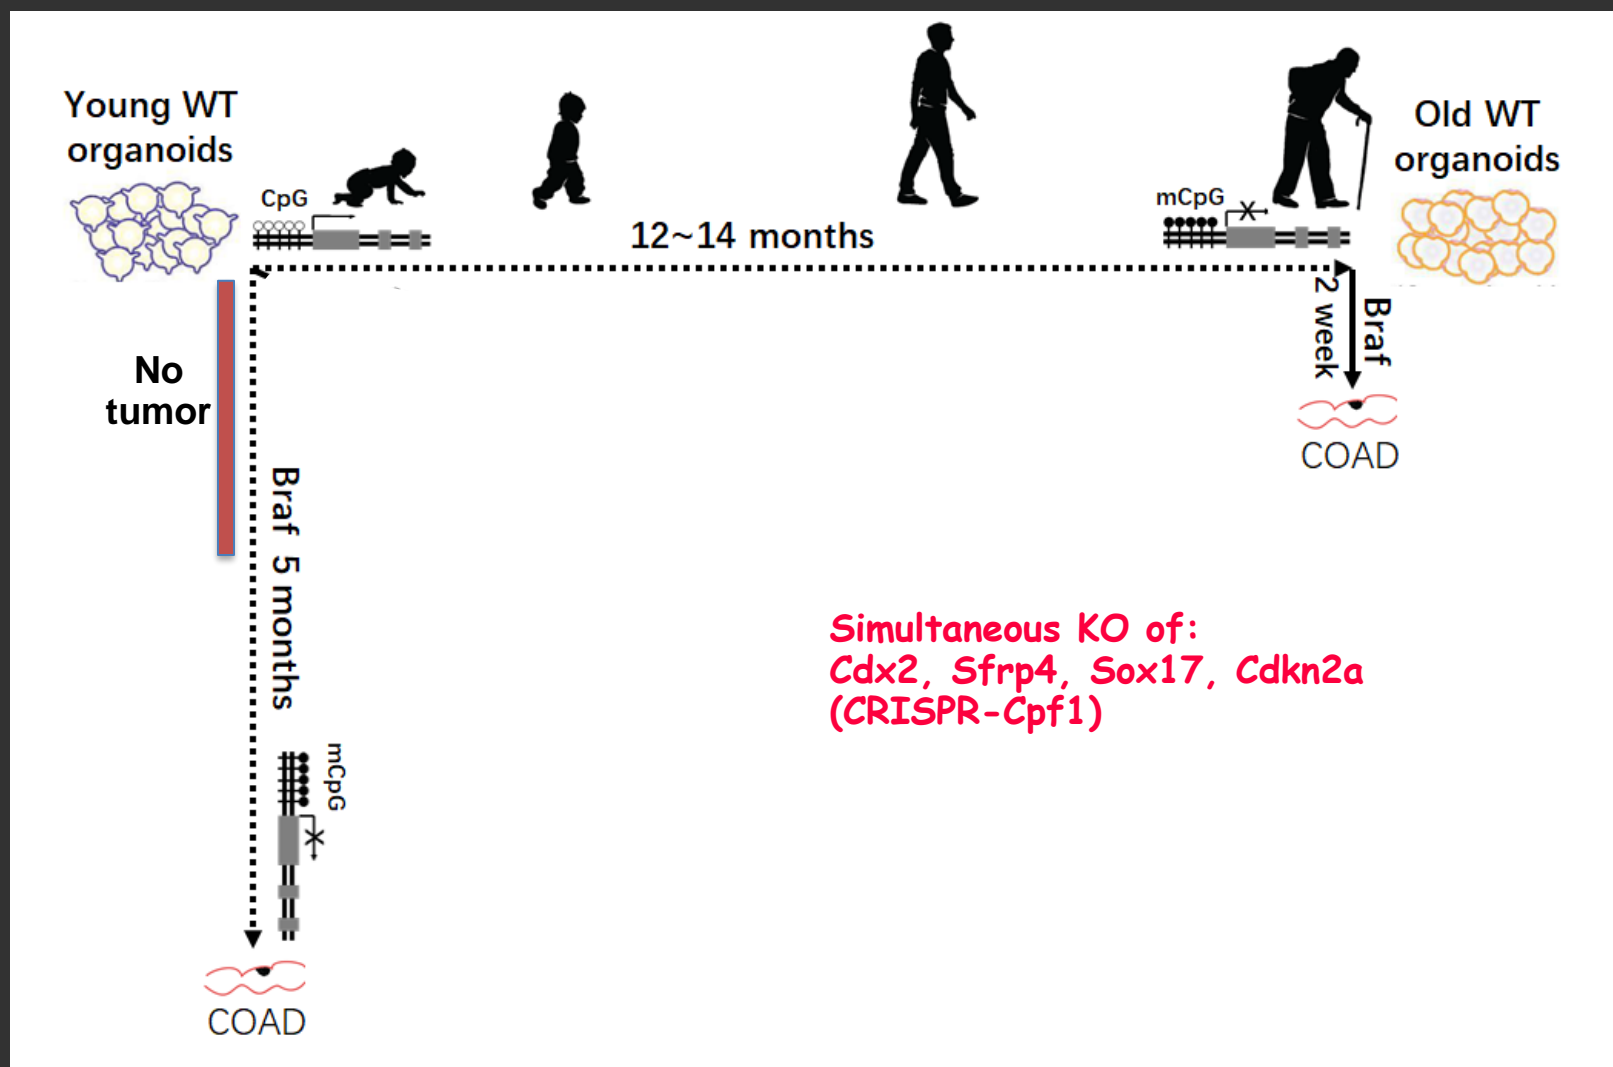 Young WT
organoids
CpG
12~14 months
mCpG
Old WT
organoids
No
tumor
Braf 5 months
mCpG
COAD
2 week
Braf
COAD
Simultaneous KO of:
Cdx2, Sfrp4, Sox17, Cdkn2a
(CRISPR-Cpf1)